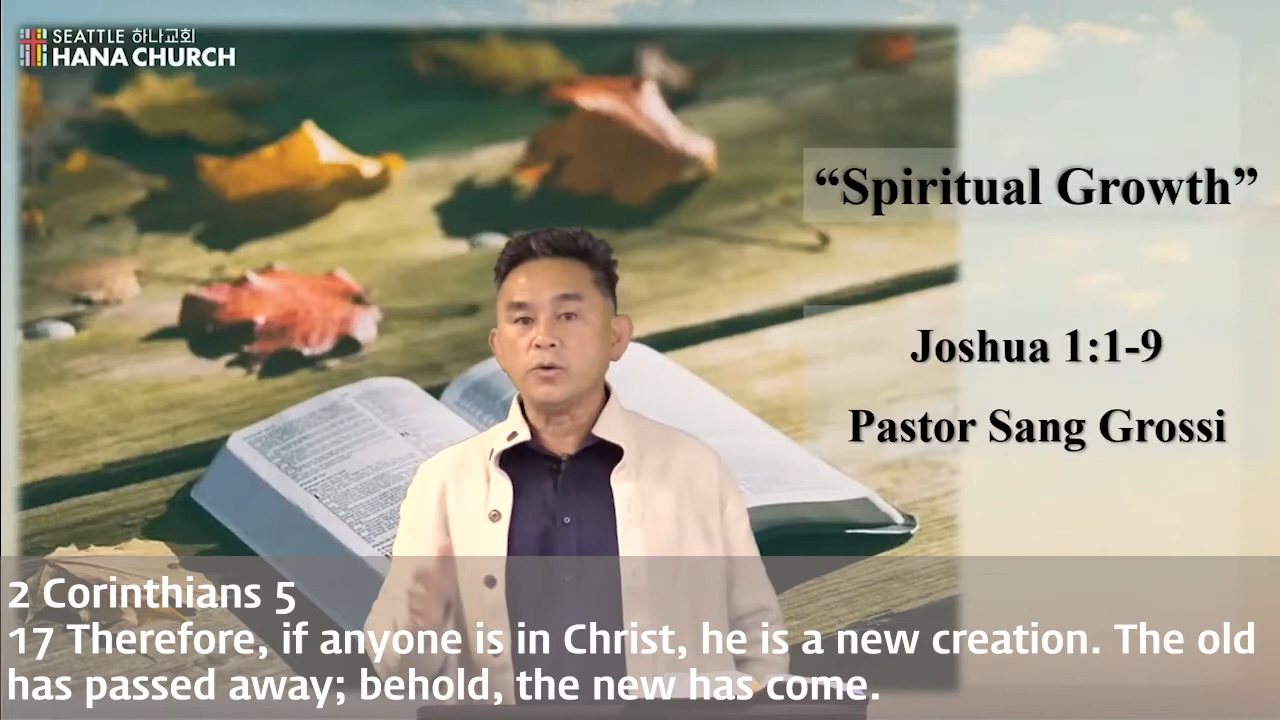 SEATTLE 하나교회
HANA CHURCH
“Spiritual Growth”
Joshua 1:1-9
Pastor Sang Grossi
2 Corinthians 5
17 Therefore, if anyone is in Christ, he is a new creation. The old
has passed away; behold, the new has come.